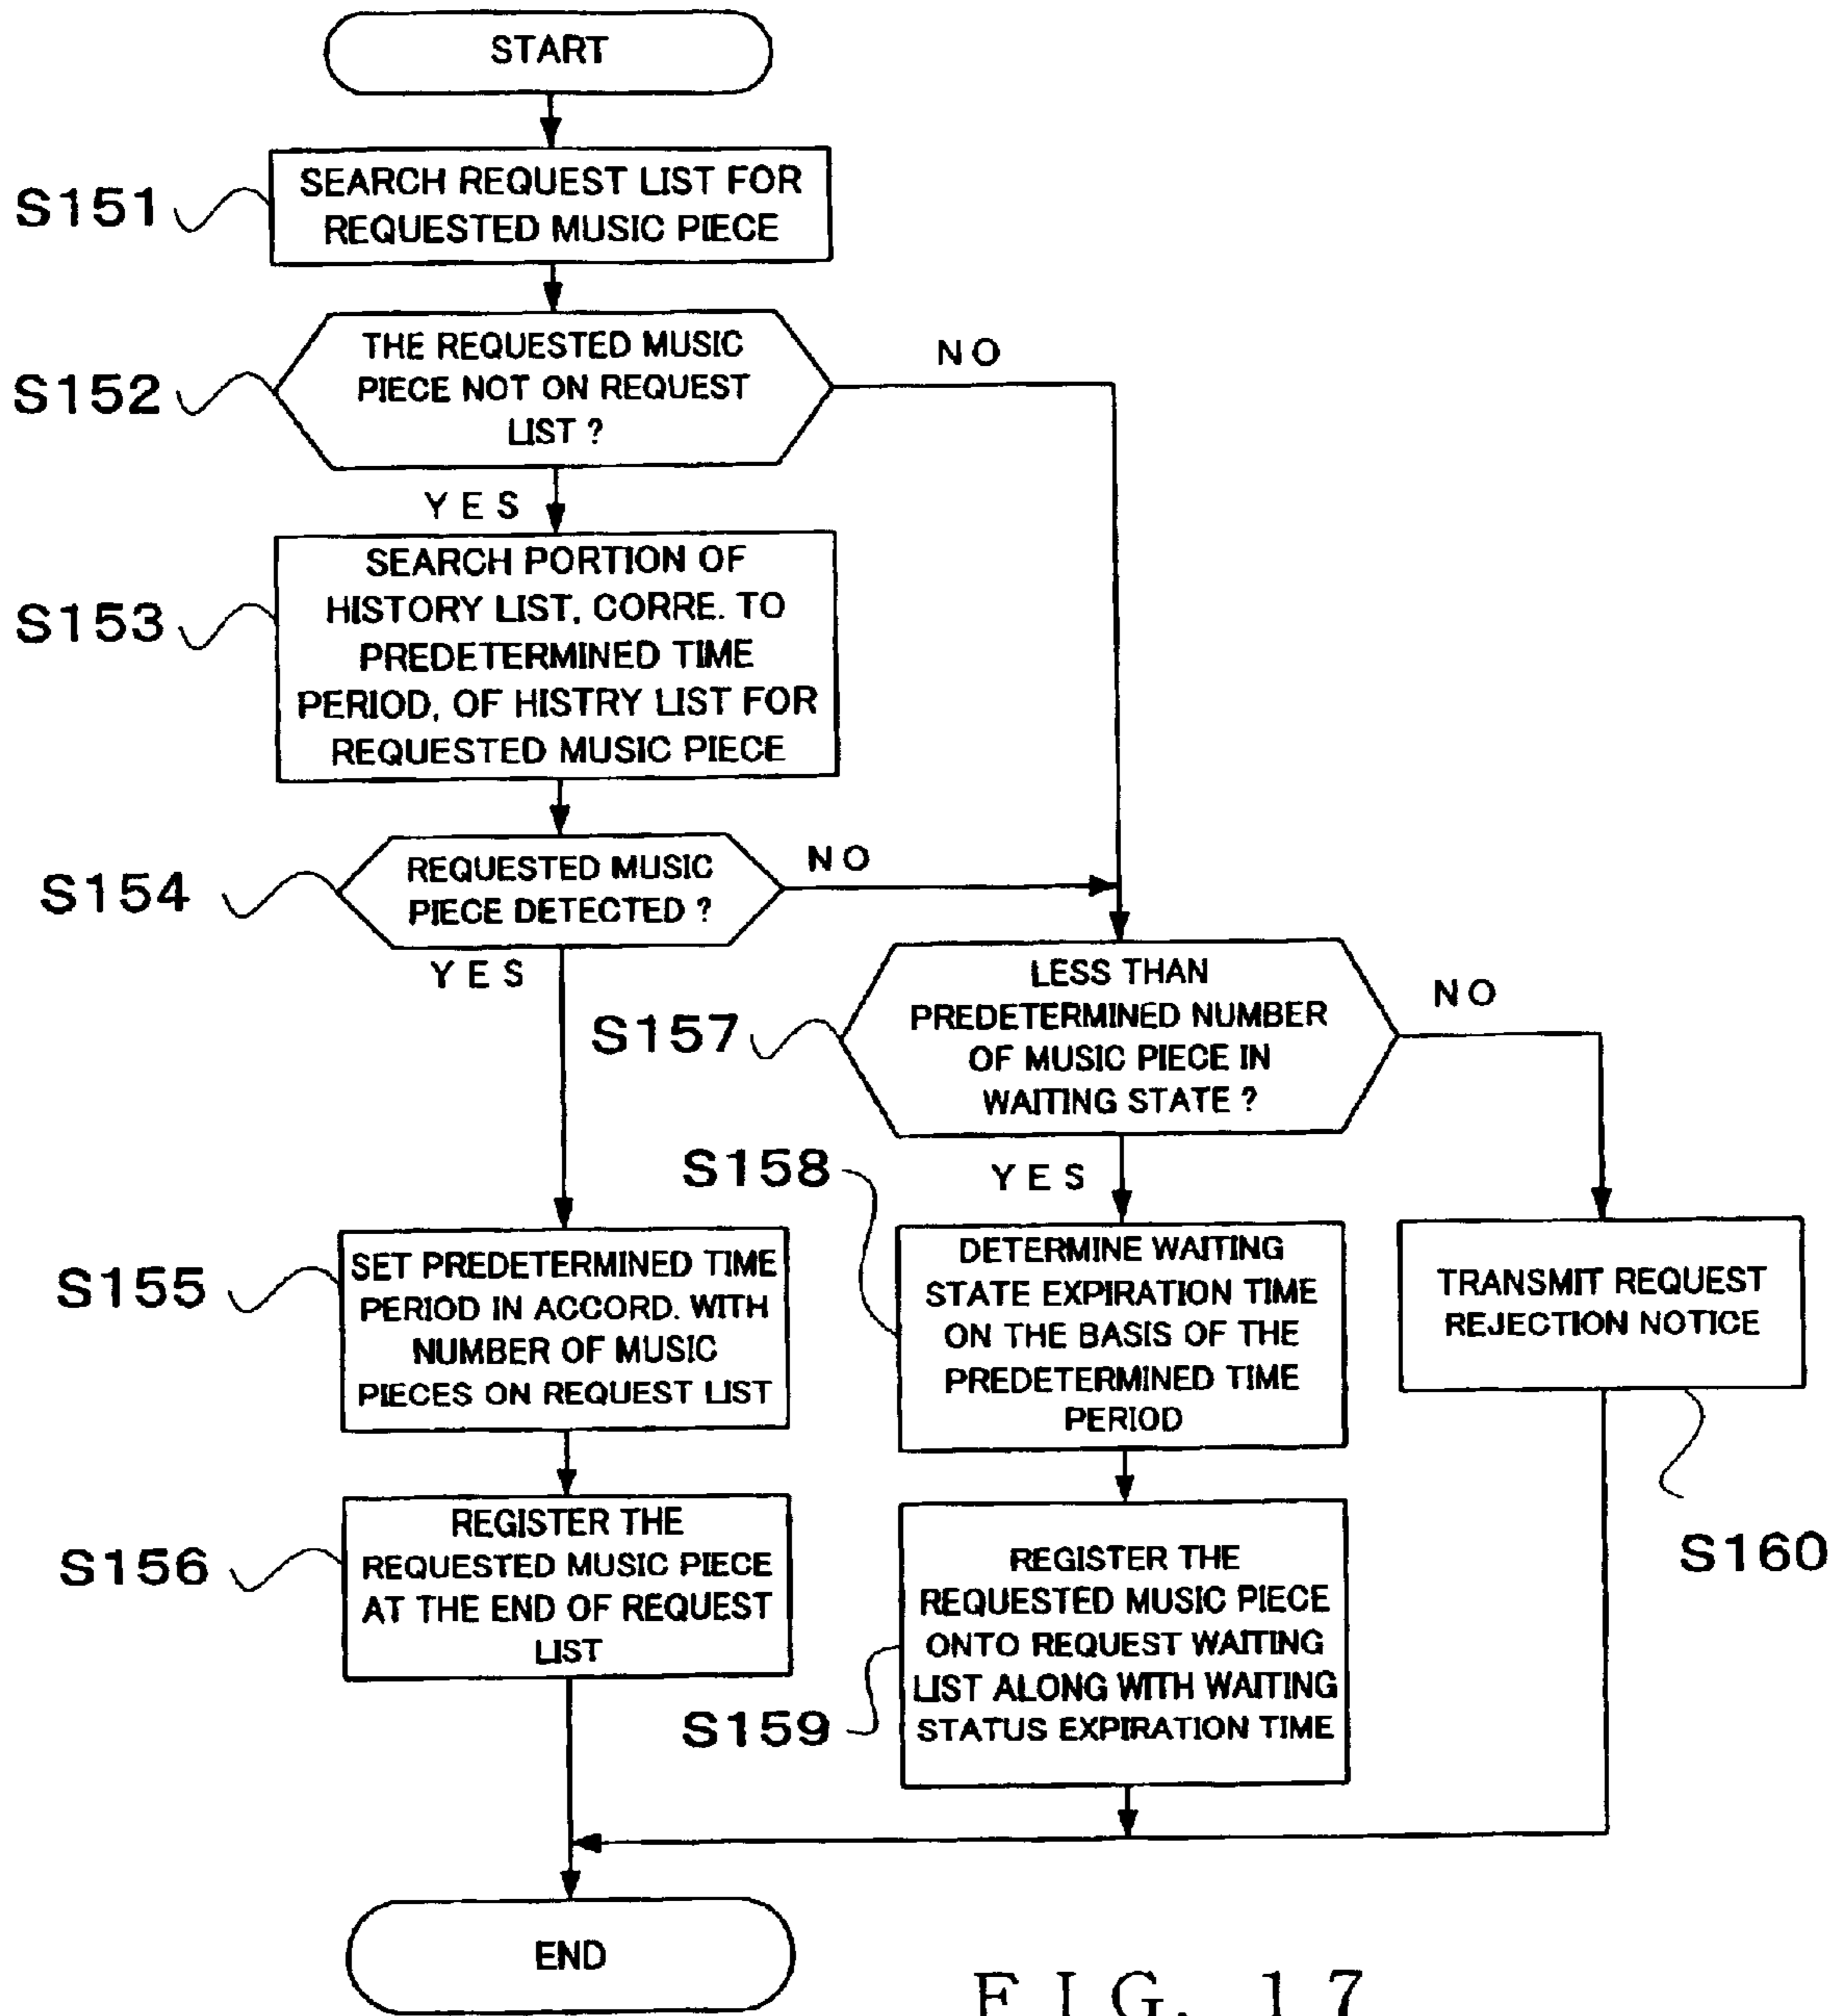 START
S151
SEARCH REQUEST LIST FOR
REQUESTED MUSIC PIECE
S152
THE REQUESTED MUSIC
PIECE NOT ON REQUEST
LIST ?
NO
YES
S153
SEARCH PORTION OF
HISTORY LIST, CORRE. TO
PREDETERMINED TIME
PERIOD, OF HISTRY LIST FOR
REQUESTED MUSIC PIECE
S154
REQUESTED MUSIC
PIECE DETECTED ?
NO
YES
S157
LESS THAN
PREDETERMINED NUMBER
OF MUSIC PIECE IN
WAITING STATE ?
NO
YES
S155
SET PREDETERMINED TIME
PERIOD IN ACCORD. WITH
NUMBER OF MUSIC
PIECES ON REQUEST LIST
S158
DETERMINE WAITING
STATE EXPIRATION TIME
ON THE BASIS OF THE
PREDETERMINED TIME
PERIOD
TRANSMIT REQUEST
REJECTION NOTICE
S160
S156
REGISTER THE
REQUESTED MUSIC PIECE
AT THE END OF REQUEST
LIST
S159
REGISTER THE
REQUESTED MUSIC PIECE
ONTO REQUEST WAITING
LIST ALONG WITH WAITING
STATUS EXPIRATION TIME
END
FIG. 17